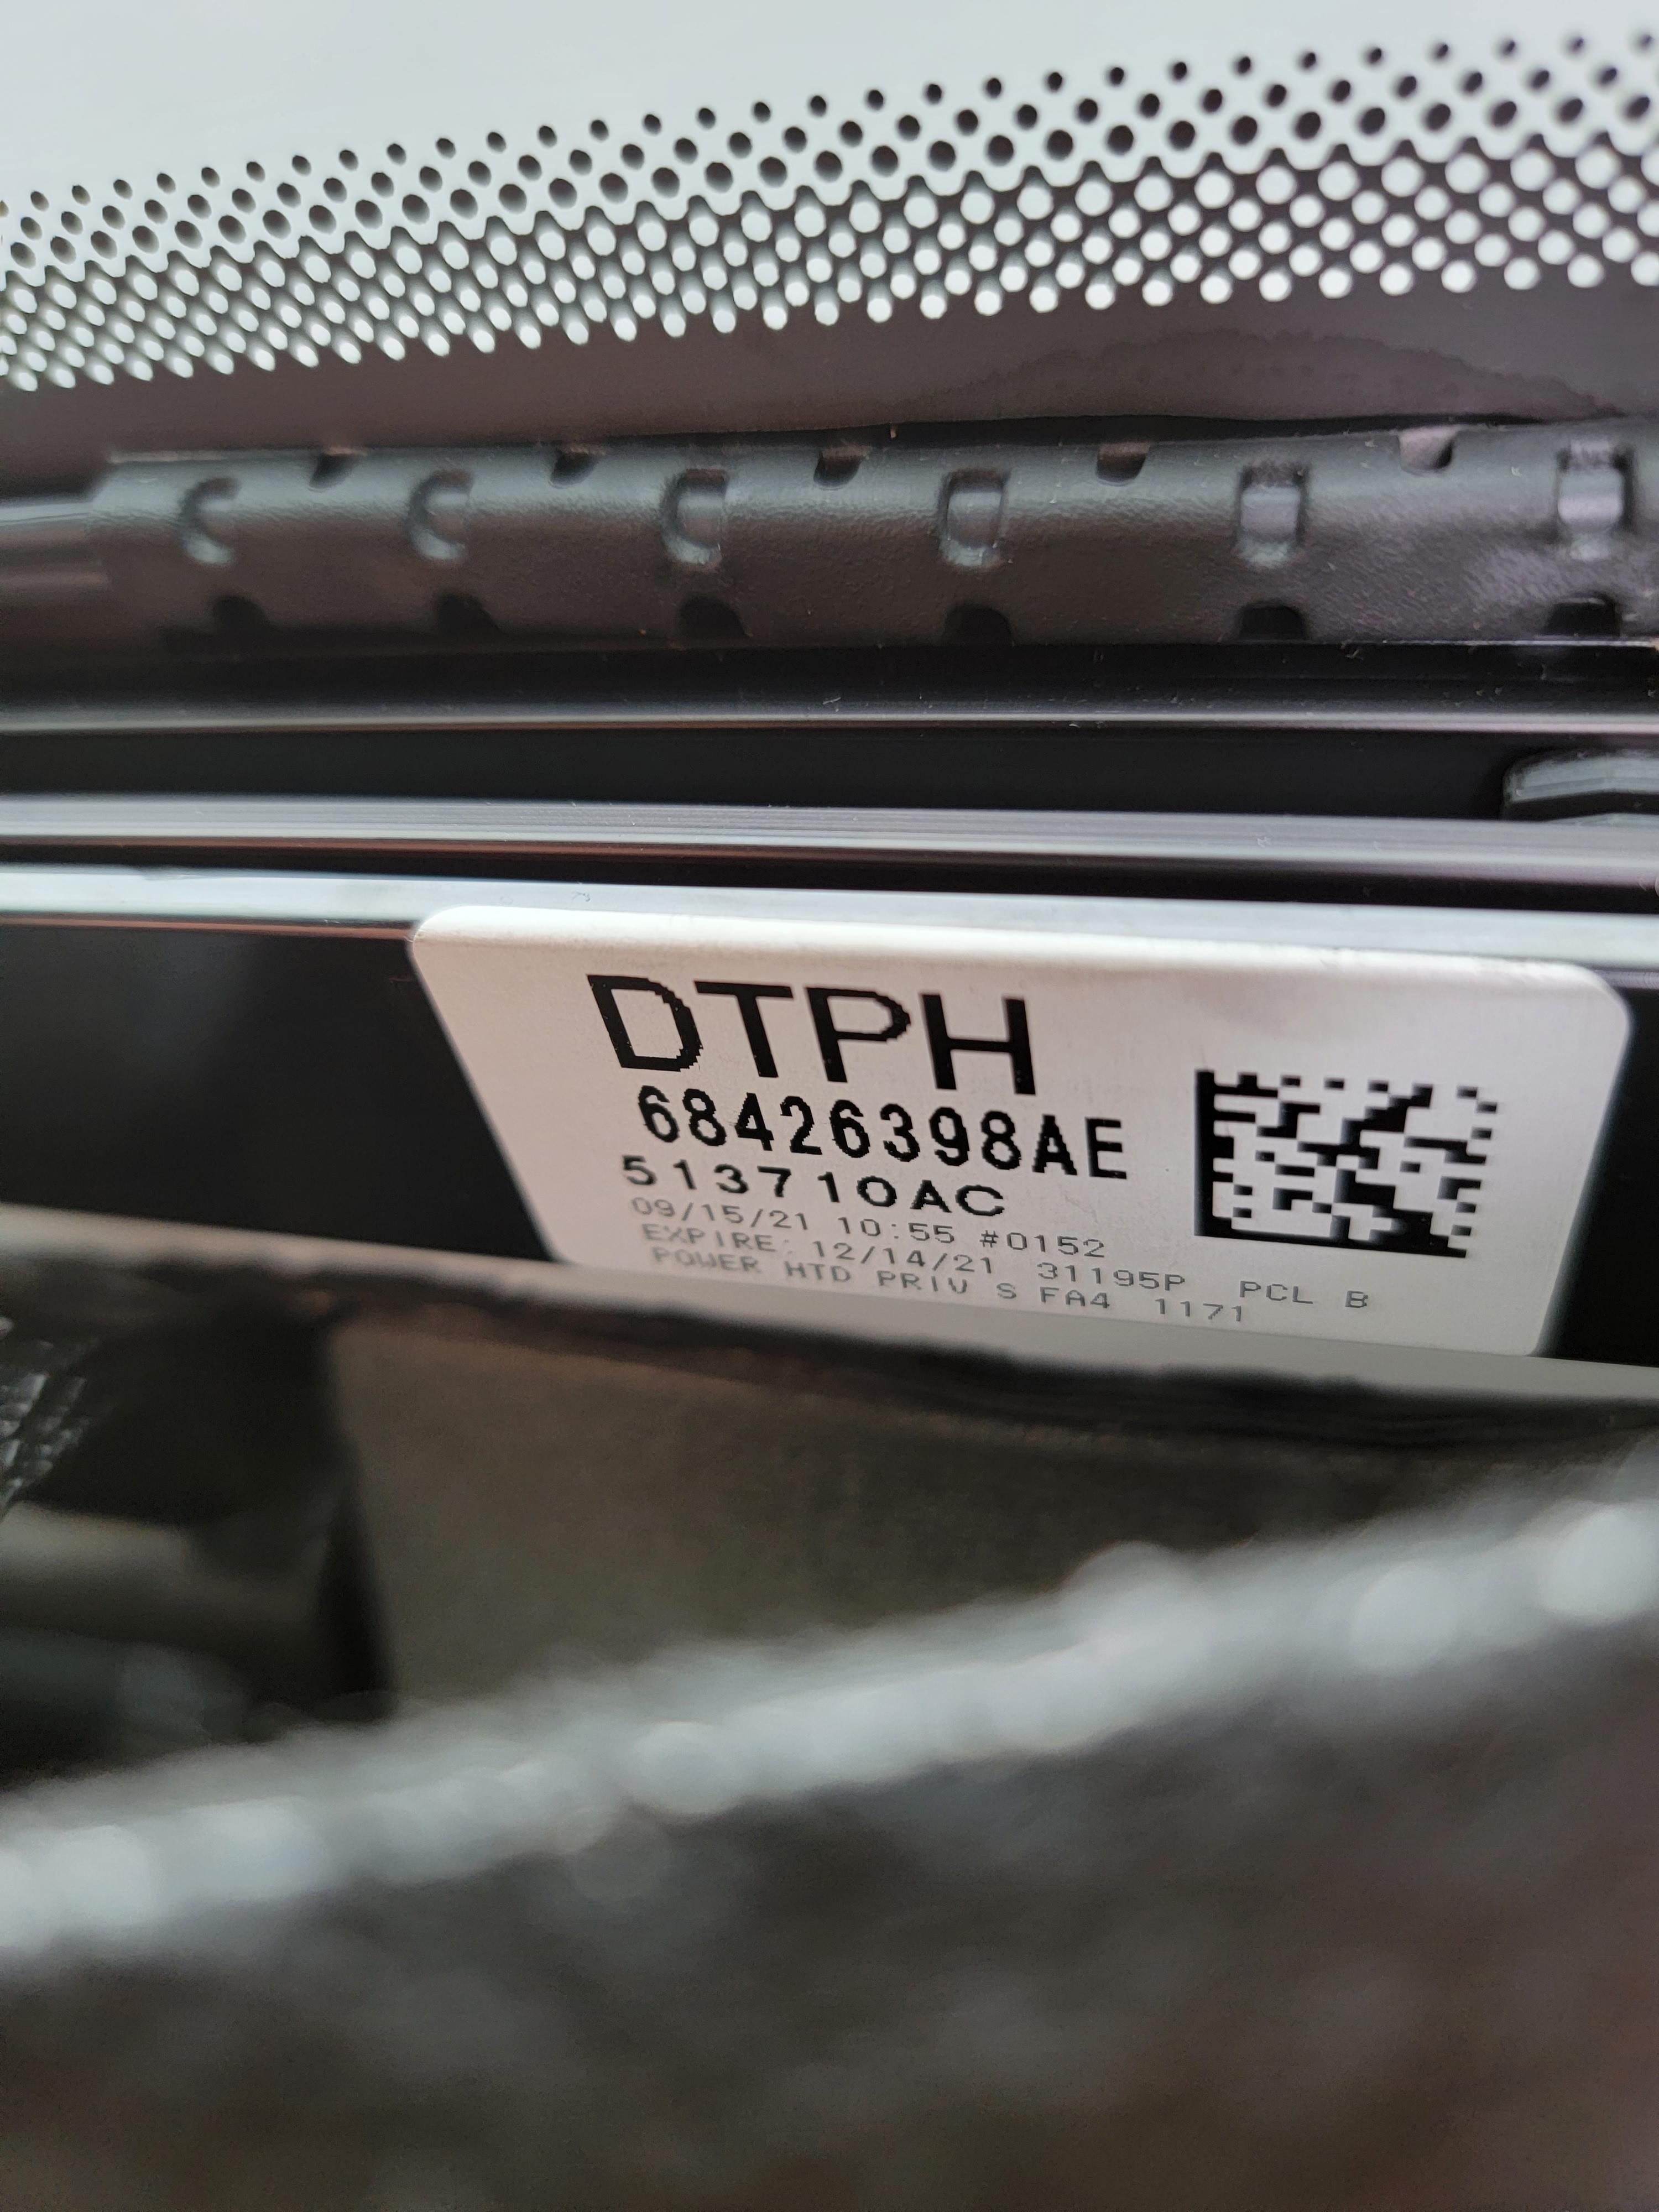 DTPH
68426398AE
513710AC
09/15/21 10:55 #0152
EXPIRE: 12/14/21 31195P PCL B
POWER HTD PRIV S FA4 1171